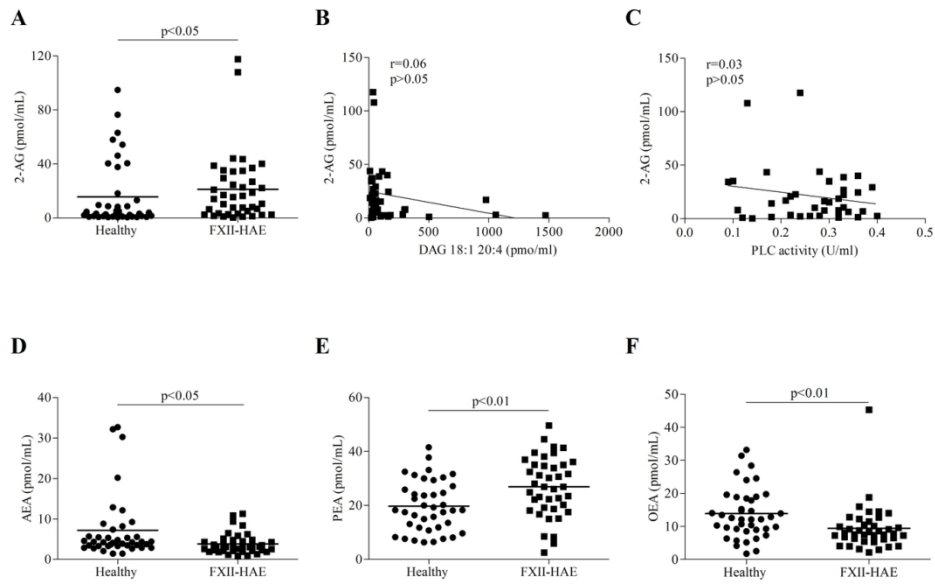 A
p<0.05
120
80
40
0
2-AG (pmol/mL)
Healthy
FXII-HAE
B
r=0.06
p>0.05
150
100
50
0
2-AG (pmol/mL)
0
500
1000
1500
2000
DAG 18:1 20:4 (pmo/ml)
C
r=0.03
p>0.05
150
100
50
0
2-AG (pmol/mL)
0.0
0.1
0.2
0.3
0.4
0.5
PLC activity (U/ml)
D
p<0.05
40
30
20
10
0
AEA (pmol/mL)
Healthy
FXII-HAE
E
p<0.01
60
40
20
0
PEA (pmol/mL)
Healthy
FXII-HAE
F
p<0.01
50
40
30
20
10
0
OEA (pmol/mL)
Healthy
FXII-HAE